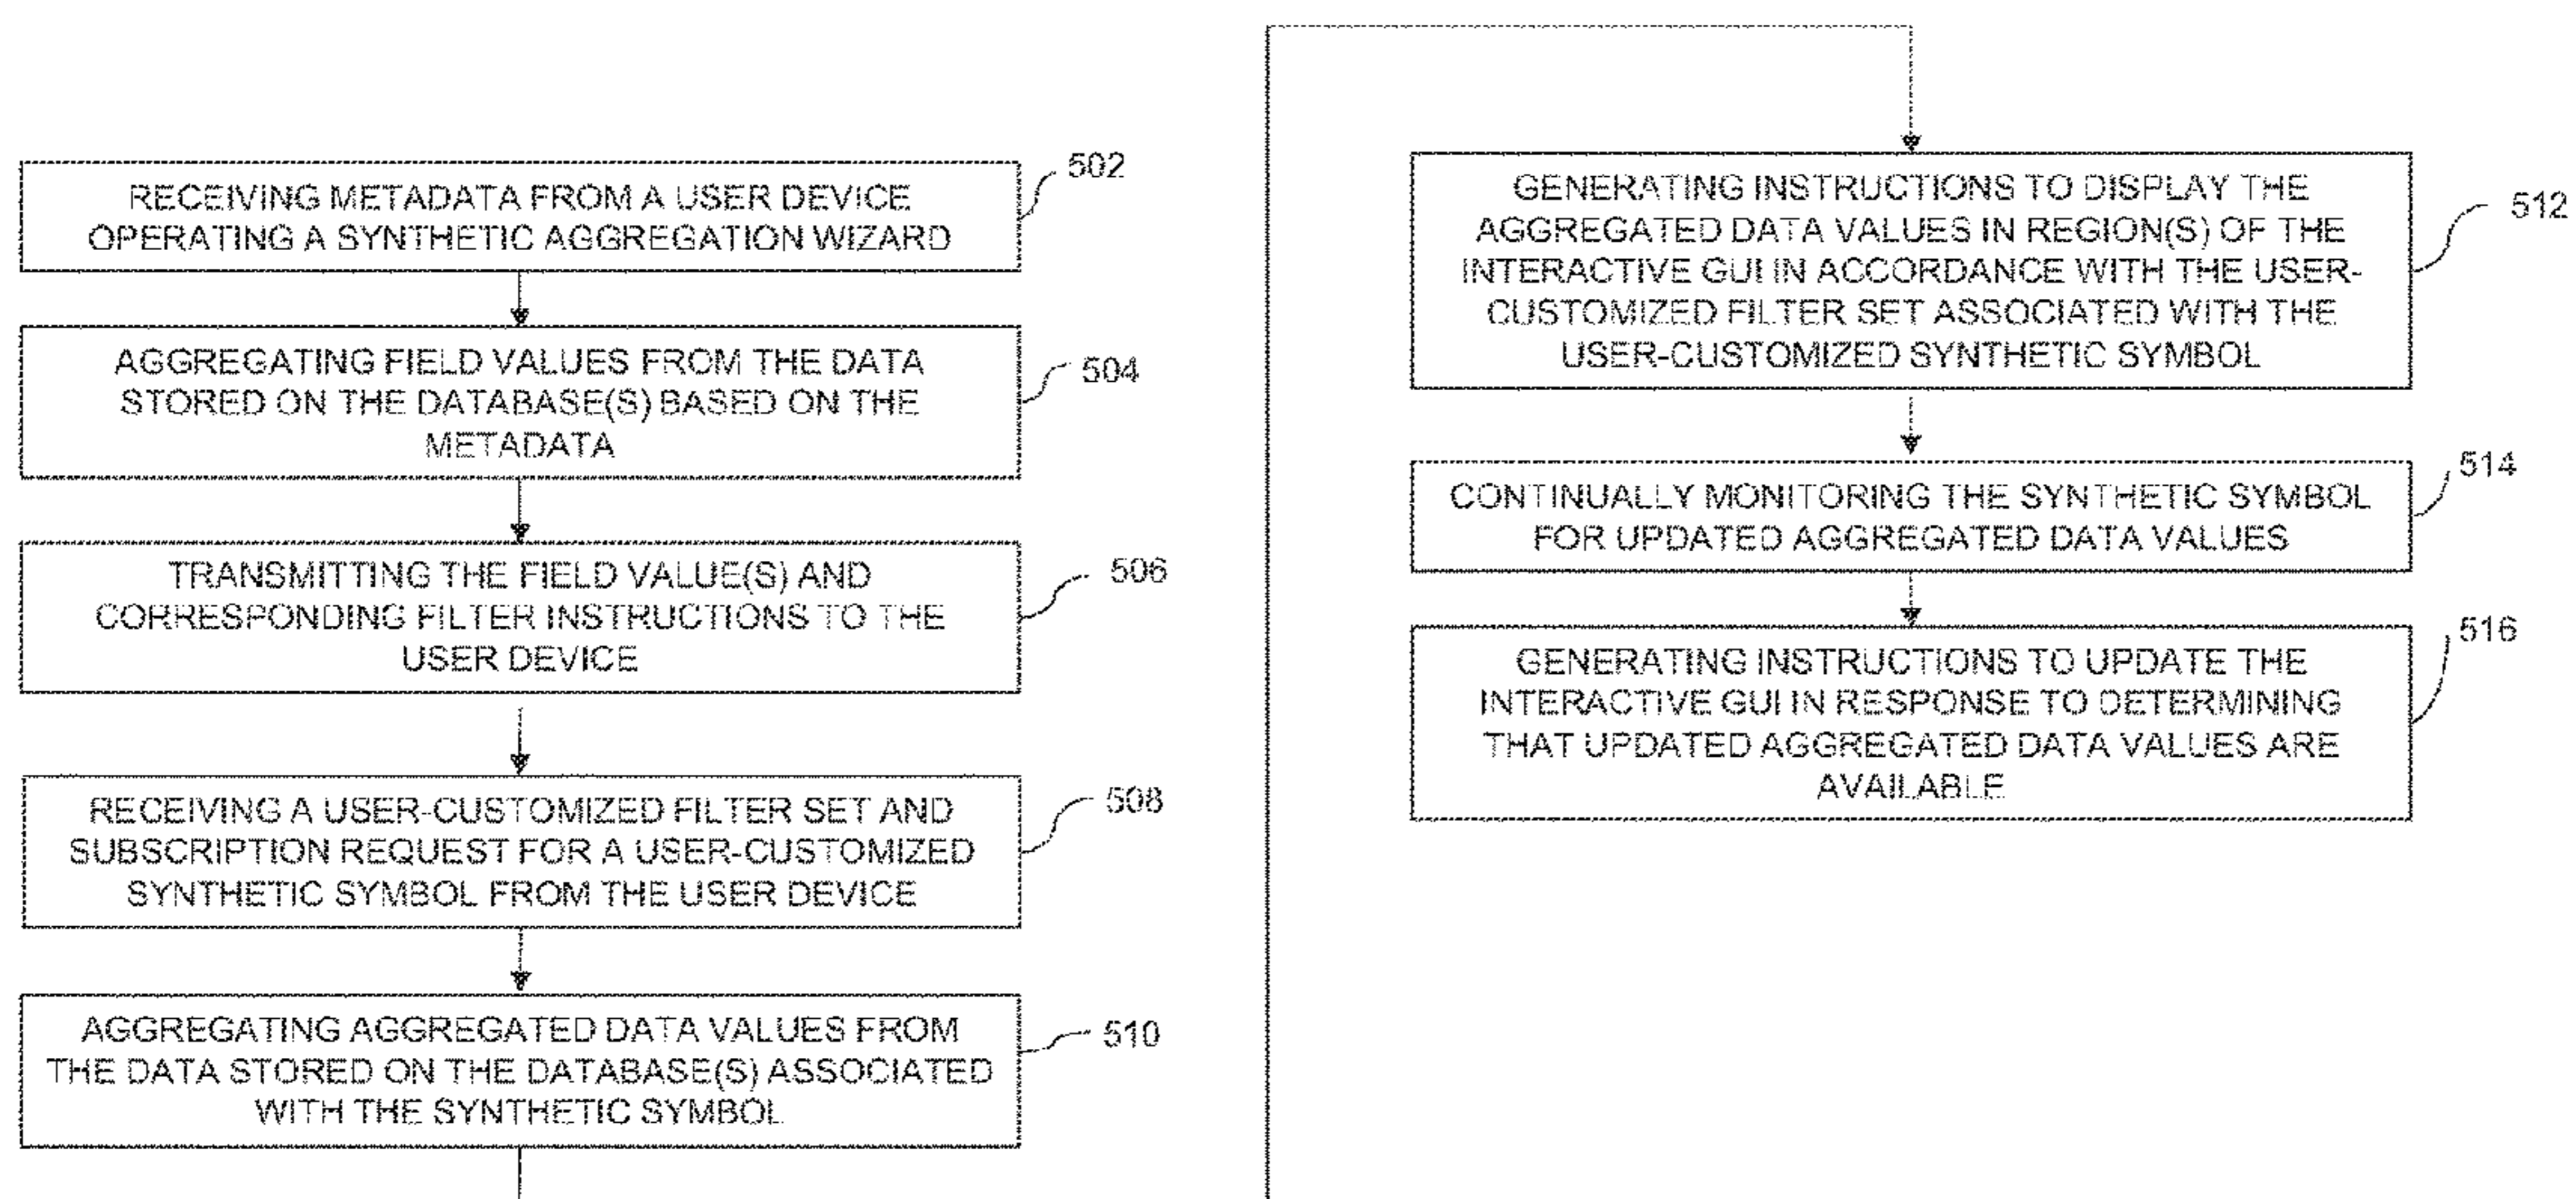 RECEIVING METADATA FROM A USER DEVICE
OPERATING A SYNTHETIC AGGREGATION WIZARD
502
AGGREGATING FIELD VALUES FROM THE DATA
STORED ON THE DATABASE(S) BASED ON THE
METADATA
504
TRANSMITTING THE FIELD VALUE(S) AND
CORRESPONDING FILTER INSTRUCTIONS TO THE
USER DEVICE
506
RECEIVING A USER-CUSTOMIZED FILTER SET AND
SUBSCRIPTION REQUEST FOR A USER-CUSTOMIZED
SYNTHETIC SYMBOL FROM THE USER DEVICE
508
AGGREGATING AGGREGATED DATA VALUES FROM
THE DATA STORED ON THE DATABASE(S) ASSOCIATED
WITH THE SYNTHETIC SYMBOL
510
GENERATING INSTRUCTIONS TO DISPLAY THE
AGGREGATED DATA VALUES IN REGION(S) OF THE
INTERACTIVE GUI IN ACCORDANCE WITH THE USER-
CUSTOMIZED FILTER SET ASSOCIATED WITH THE
USER-CUSTOMIZED SYNTHETIC SYMBOL
512
CONTINUALLY MONITORING THE SYNTHETIC SYMBOL
FOR UPDATED AGGREGATED DATA VALUES
514
GENERATING INSTRUCTIONS TO UPDATE THE
INTERACTIVE GUI IN RESPONSE TO DETERMINING
THAT UPDATED AGGREGATED DATA VALUES ARE
AVAILABLE
516